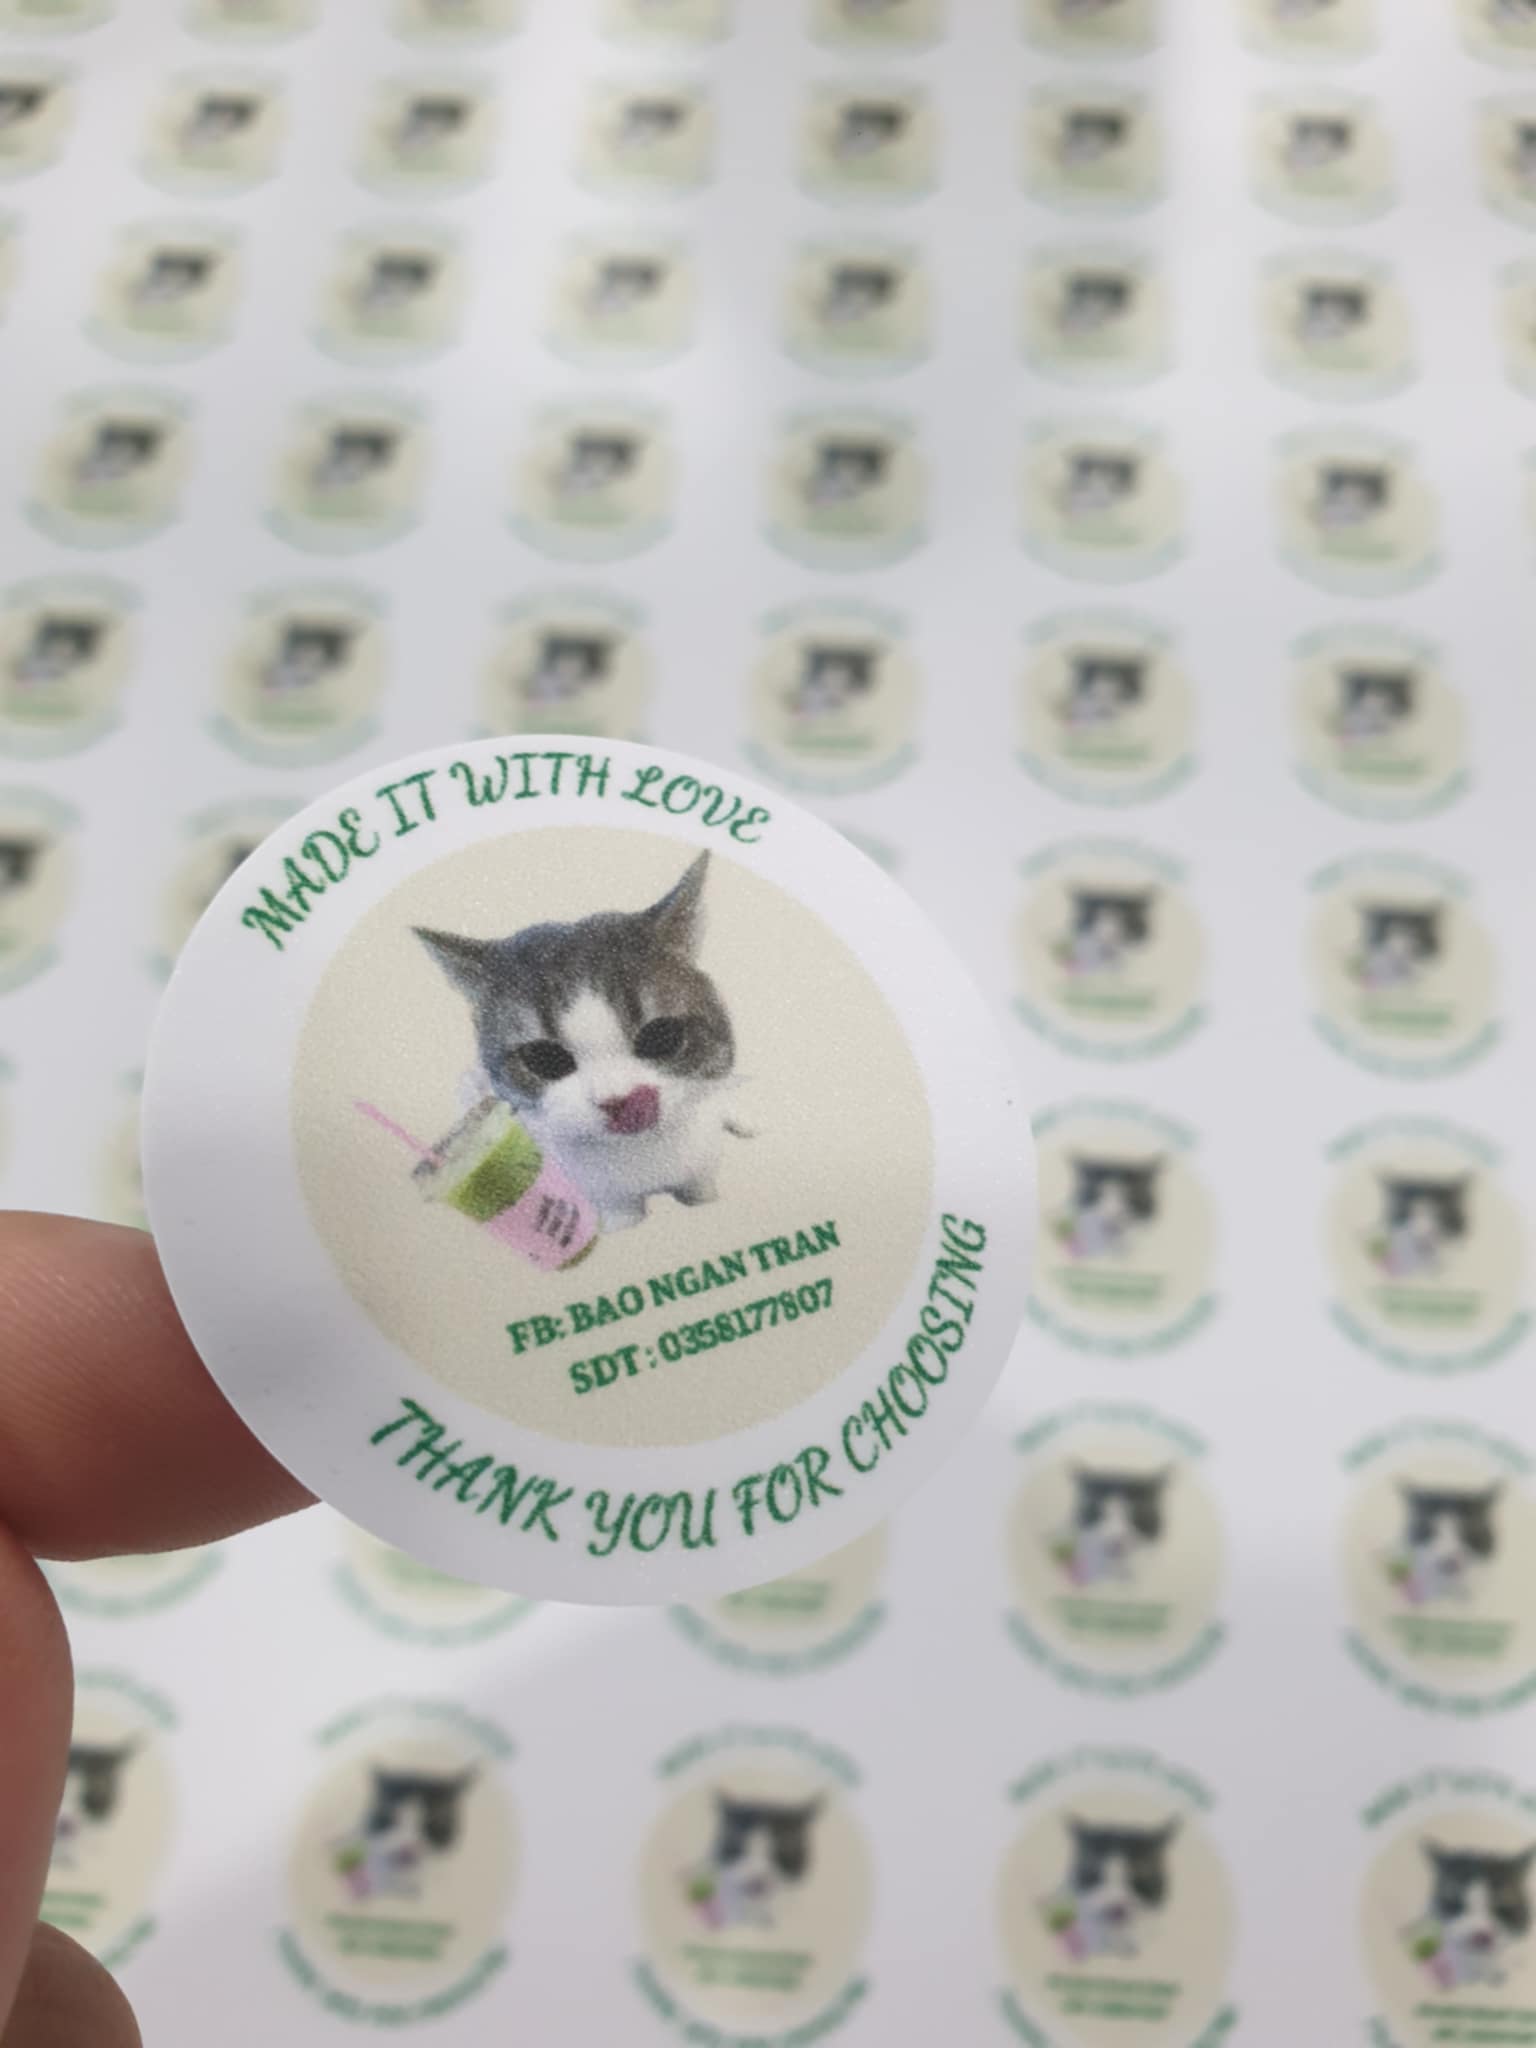 MADE IT WITH LOVE
FB: BAO NGAN TRAN
SDT : 0358177807
THANK YOU FOR CHOOSING